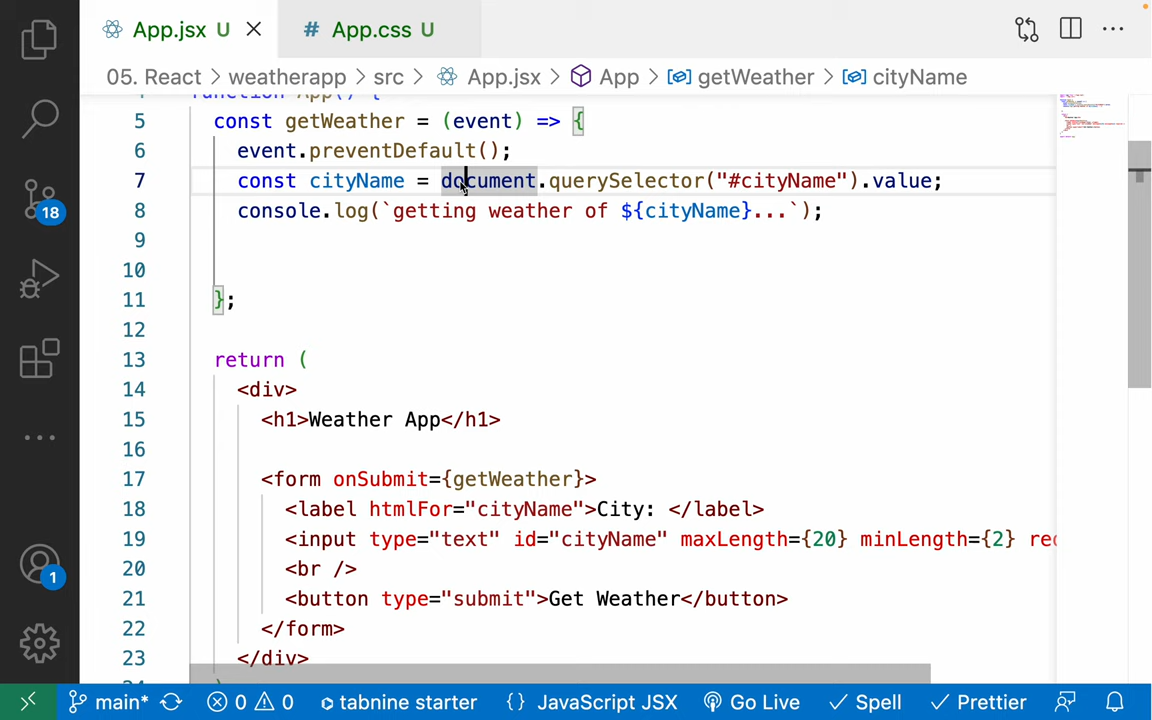 App.jsx U
# App.css U
05. React > weatherapp > src > App.jsx > App > getWeather > cityName
function App() {
5 const getWeather = (event) => {
6 event.preventDefault();
7 const cityName = document.querySelector("#cityName").value;
8 console.log(`getting weather of ${cityName}...`);
9
10
11 };
12
13 return (
14 <div>
15 <h1>Weather App</h1>
16
17 <form onSubmit={getWeather}>
18 <label htmlFor="cityName">City: </label>
19 <input type="text" id="cityName" maxLength={20} minLength={2} rec
20 <br />
21 <button type="submit">Get Weather</button>
22 </form>
23 </div>
18
1
main* 0 0 tabnine starter {} JavaScript JSX Go Live Spell Prettier